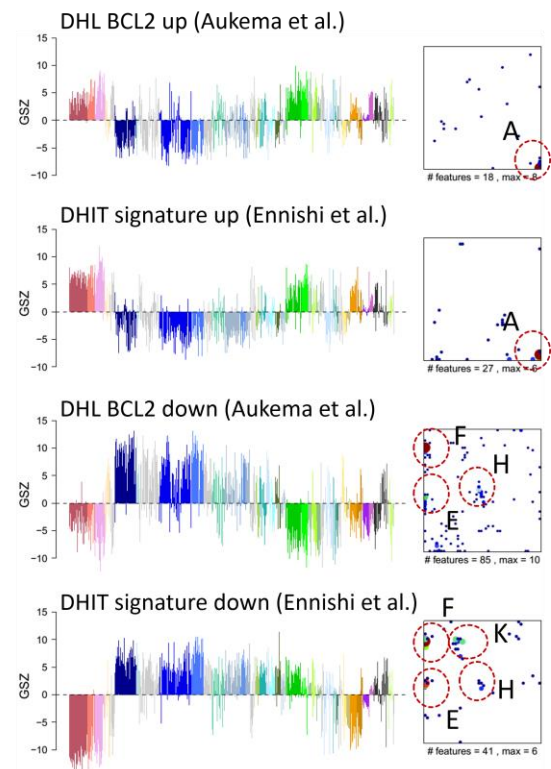 DHL BCL2 up (Aukema et al.)
15
10
5
0
−5
−10
GSZ
A
# features = 18 , max = 8
DHIT signature up (Ennishi et al.)
15
10
5
0
−5
−10
GSZ
A
# features = 27 , max = 6
DHL BCL2 down (Aukema et al.)
15
10
5
0
−5
−10
GSZ
F
H
E
# features = 85 , max = 10
DHIT signature down (Ennishi et al.)
15
10
5
0
−5
−10
GSZ
F
K
H
E
# features = 41 , max = 6